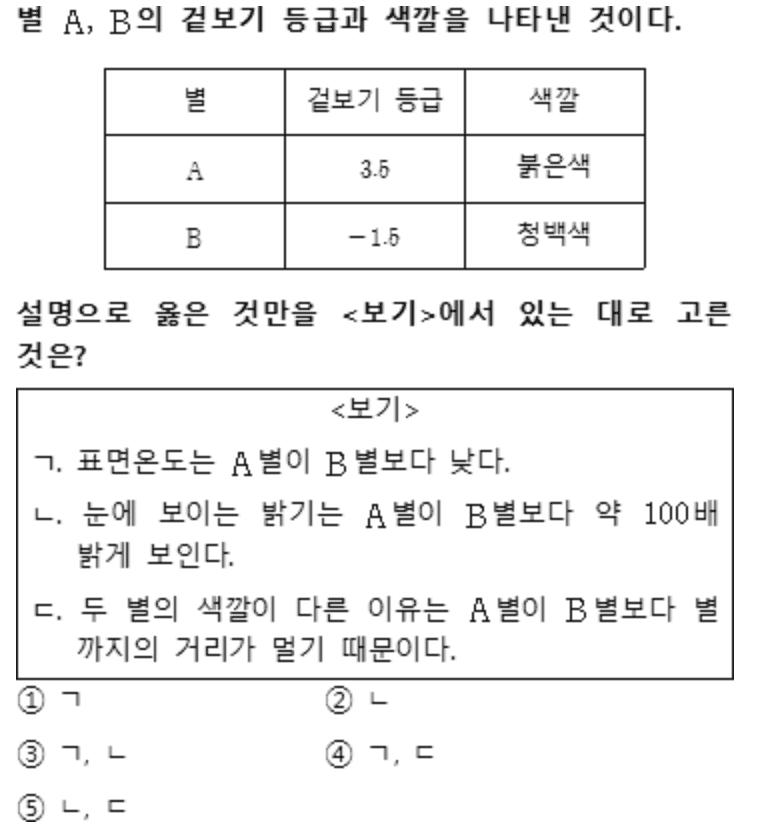 별 A, B의 겉보기 등급과 색깔을 나타낸 것이다.
별 겉보기 등급 색깔
A 3.5 붉은색
B －1.5 청백색
설명으로 옳은 것만을 <보기>에서 있는 대로 고른
것은?
<보기>
ㄱ. 표면온도는 A별이 B별보다 낮다.
ㄴ. 눈에 보이는 밝기는 A별이 B별보다 약 100배
밝게 보인다.
ㄷ. 두 별의 색깔이 다른 이유는 A별이 B별보다 별
까지의 거리가 멀기 때문이다.
① ㄱ ② ㄴ
③ ㄱ, ㄴ ④ ㄱ, ㄷ
⑤ ㄴ, ㄷ